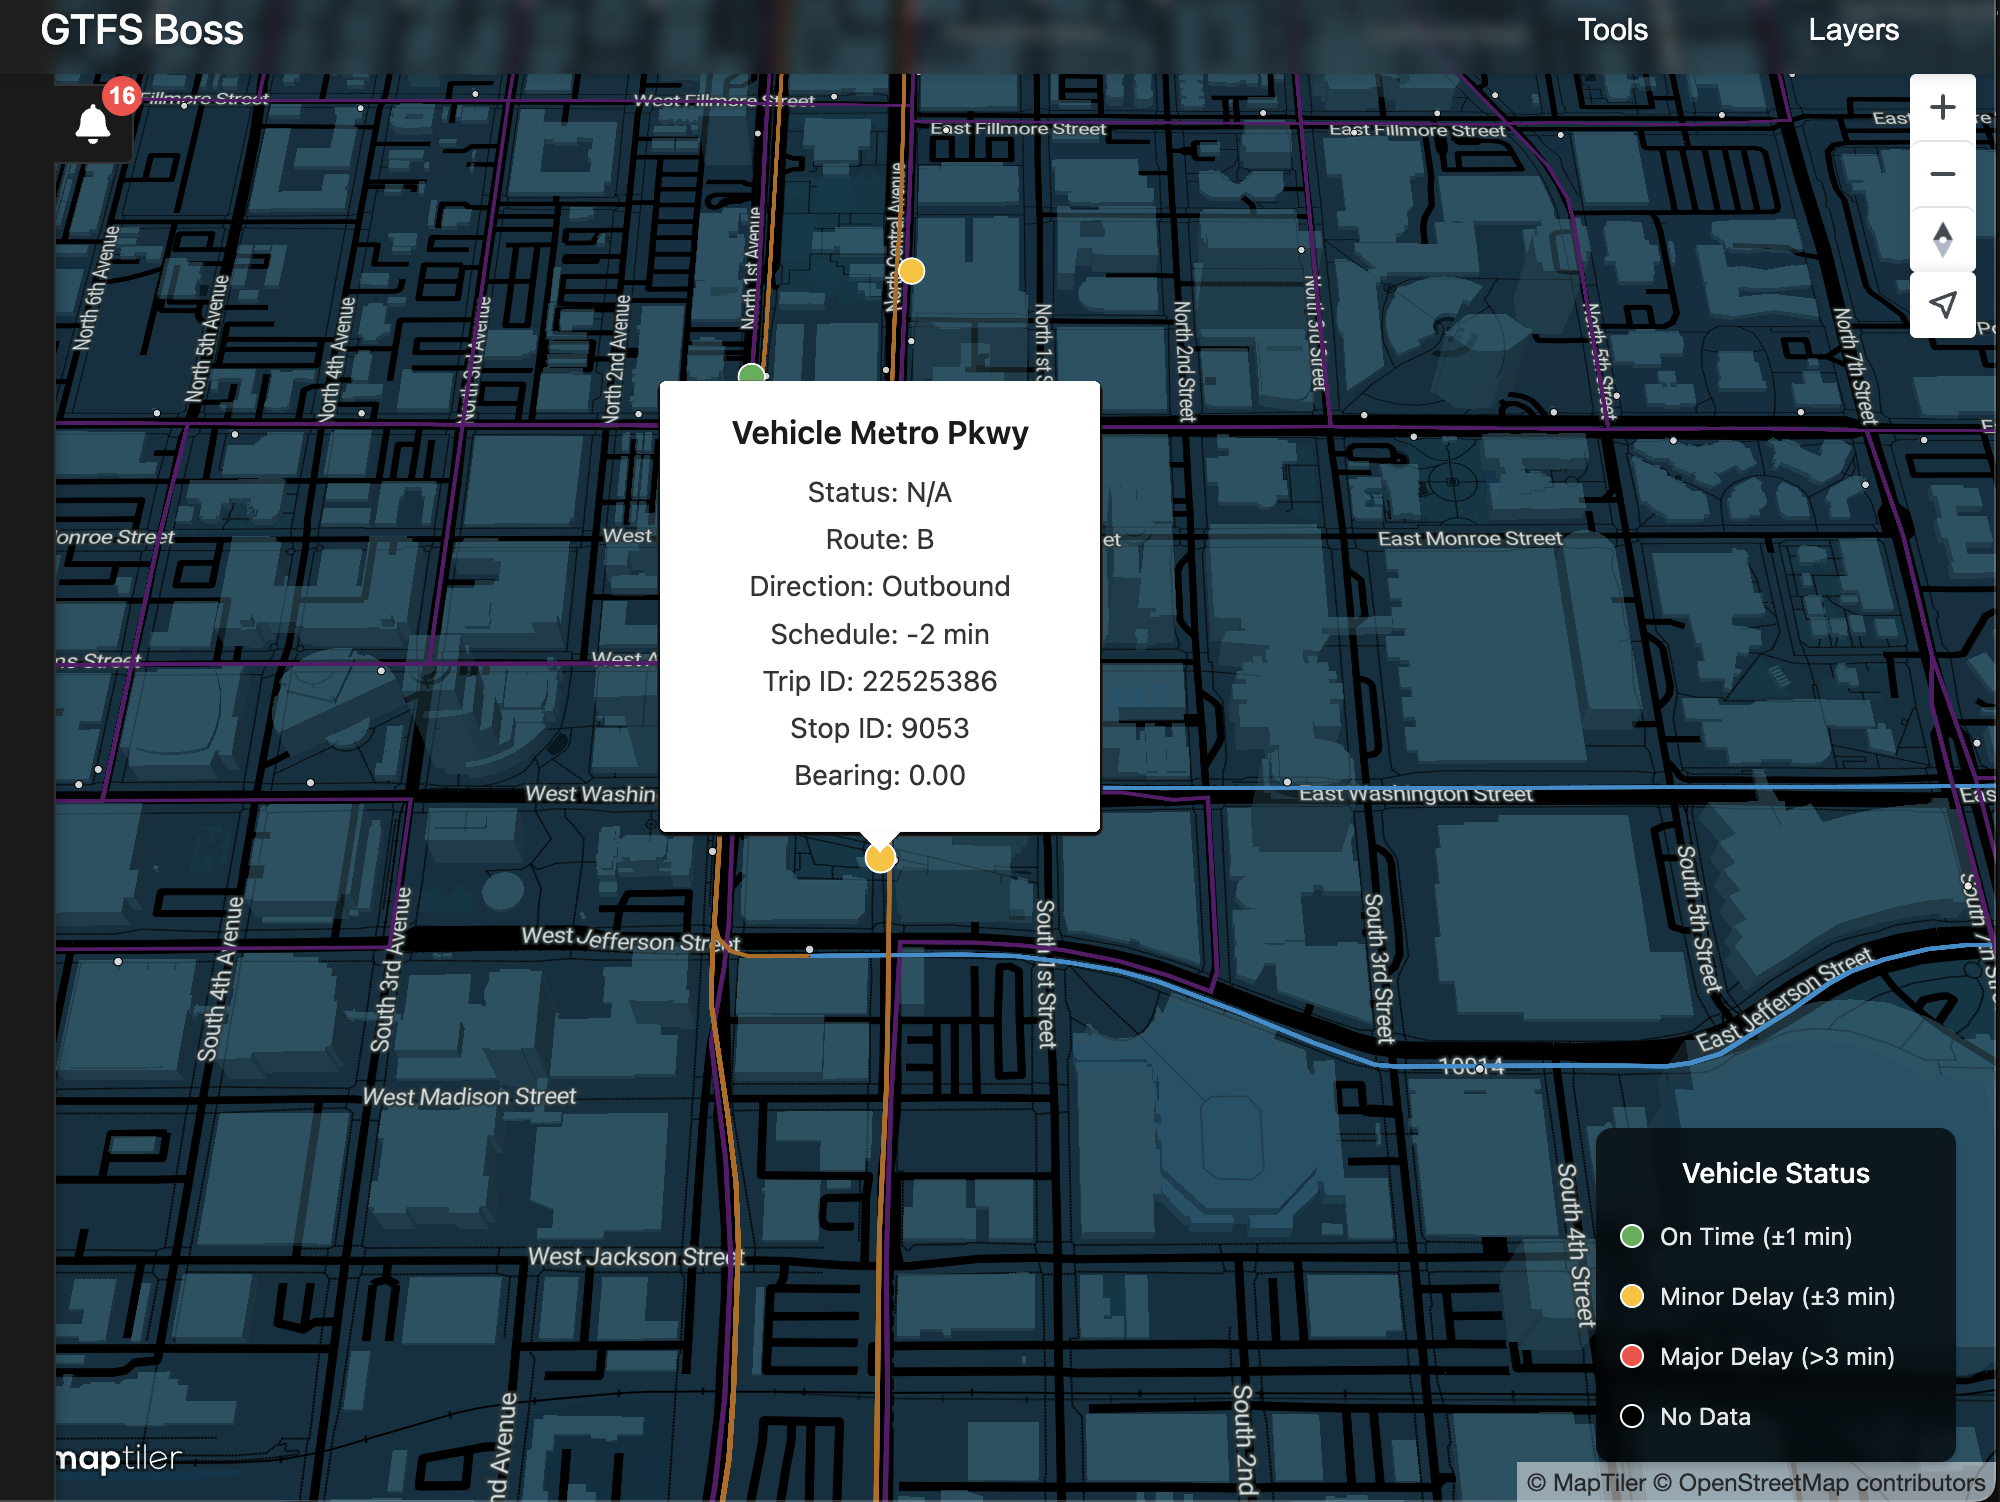 GTFS Boss
Tools
Layers
16
Fillmore Street
West Fillmore Street
East Fillmore Street
East Fillmore Street
North 6th Avenue
North 5th Avenue
North 4th Avenue
North 3rd Avenue
North 2nd Avenue
North 1st Avenue
North Central Avenue
North 1st S
North 2nd Street
North 3rd Street
North 5th Street
North 7th Street
Vehicle Metro Pkwy
Status: N/A
Route: B
Direction: Outbound
Schedule: -2 min
Trip ID: 22525386
Stop ID: 9053
Bearing: 0.00
onroe Street
West
et
East Monroe Street
ms Street
West A
West Washin
East Washington Street
Eas
West Jefferson Street
East Jefferson Street
South 4th Avenue
South 3rd Avenue
South 1st Street
South 3rd Street
South 5th Street
South 7th Str
10014
West Madison Street
West Jackson Street
South 4th Street
South 2nd
nd Avenue
Vehicle Status
On Time (±1 min)
Minor Delay (±3 min)
Major Delay (>3 min)
No Data
maptiler
© MapTiler © OpenStreetMap contributors